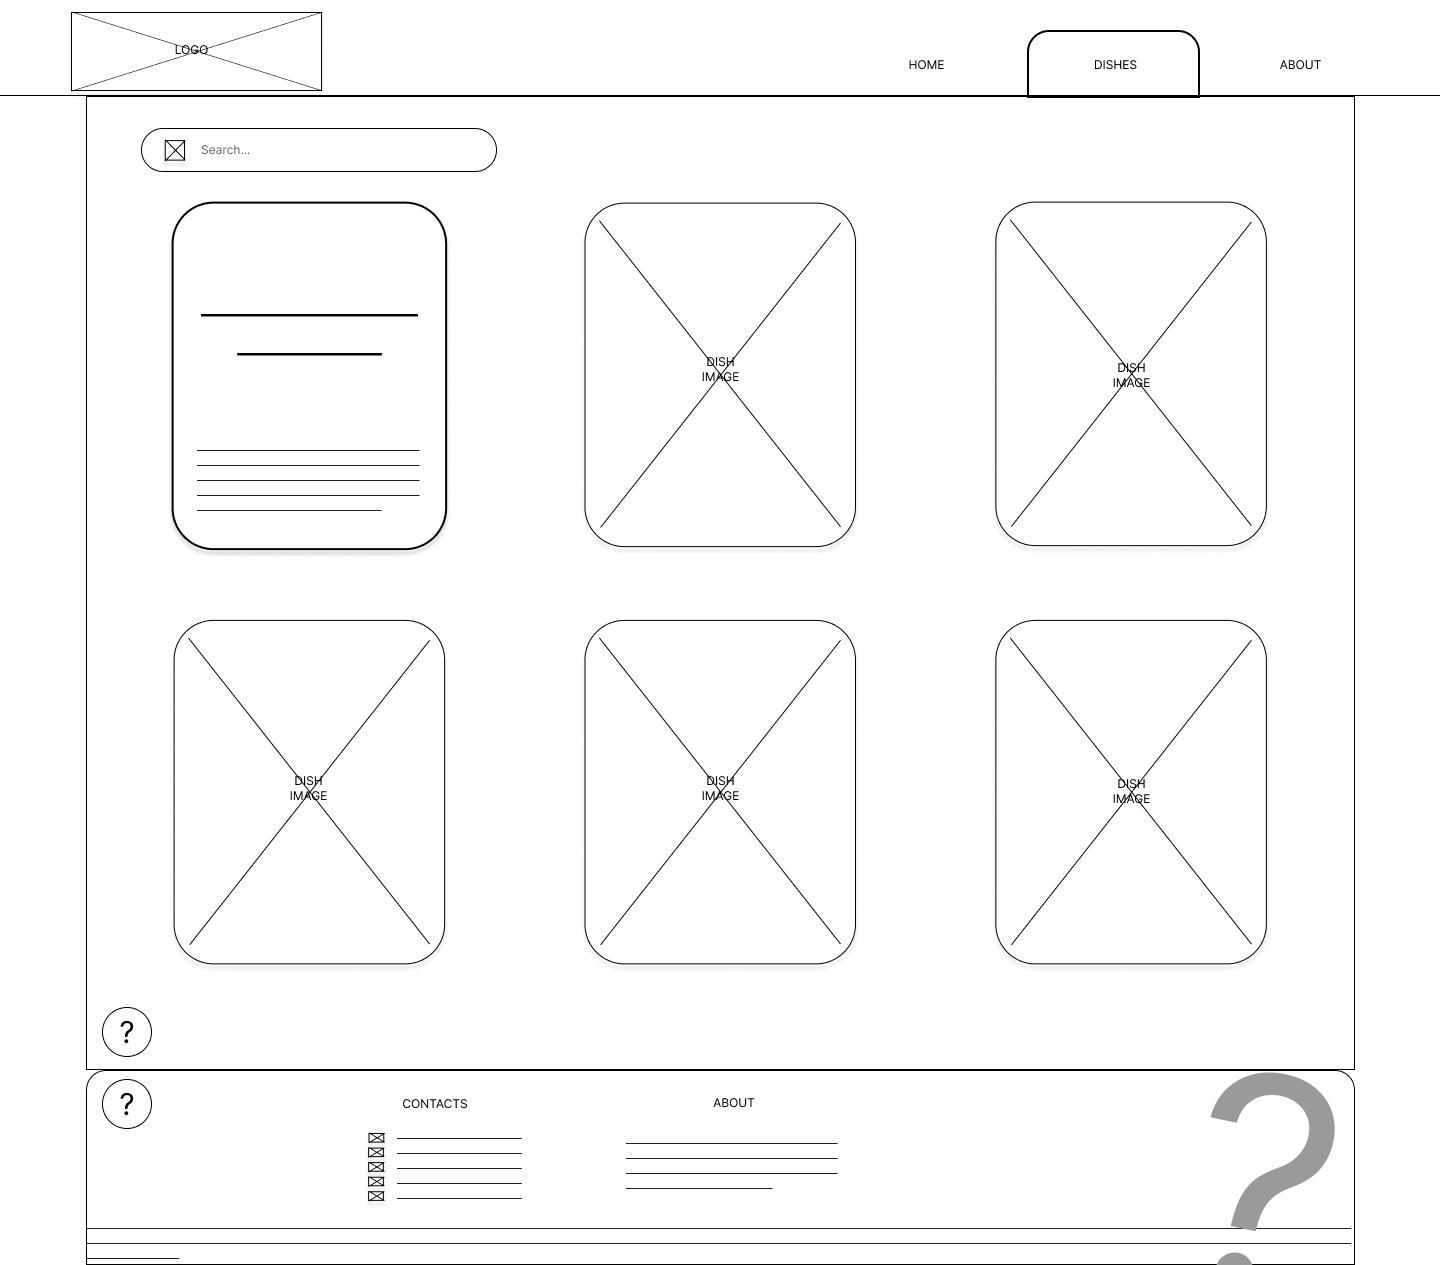 LOGO
HOME
DISHES
ABOUT
Search...
DISH
IMAGE
DISH
IMAGE
DISH
IMAGE
DISH
IMAGE
DISH
IMAGE
?
?
CONTACTS
ABOUT
?